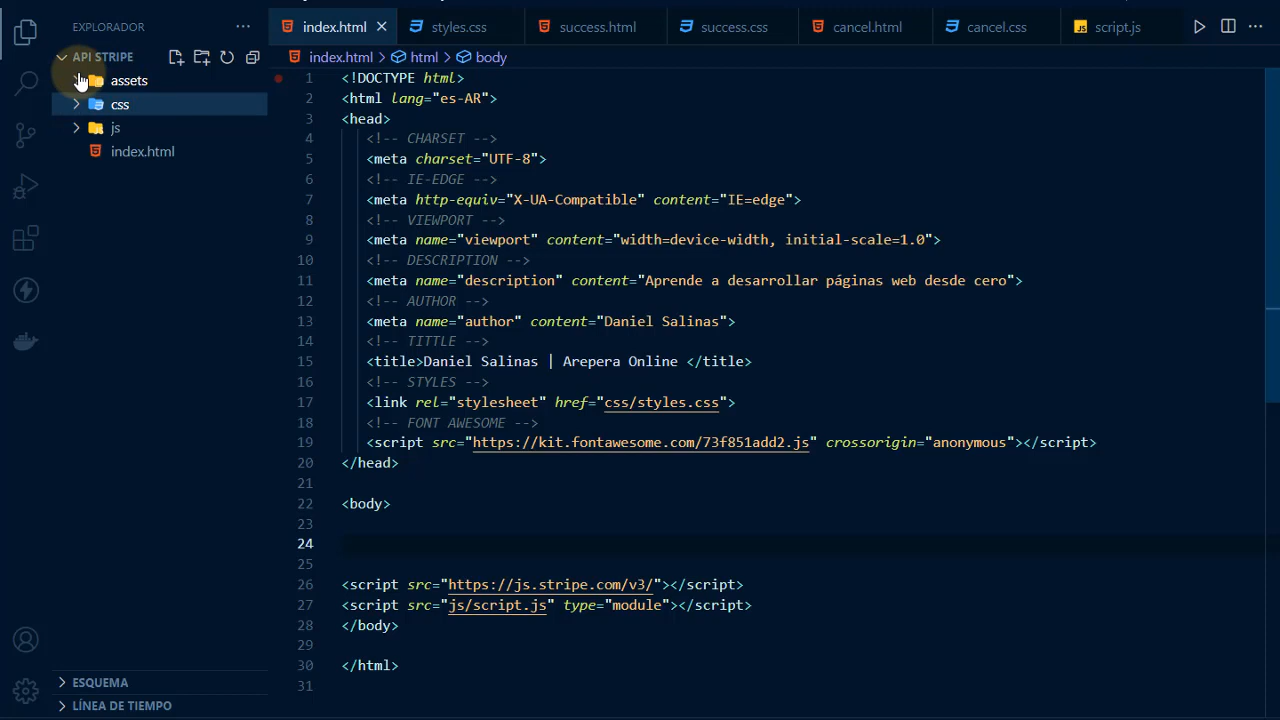 EXPLORADOR
index.html
styles.css
success.html
success.css
cancel.html
cancel.css
script.js
API STRIPE
assets
css
js
index.html
ESQUEMA
LÍNEA DE TIEMPO
index.html > html > body
1 <!DOCTYPE html>
2 <html lang="es-AR">
3 <head>
4 <!-- CHARSET -->
5 <meta charset="UTF-8">
6 <!-- IE-EDGE -->
7 <meta http-equiv="X-UA-Compatible" content="IE=edge">
8 <!-- VIEWPORT -->
9 <meta name="viewport" content="width=device-width, initial-scale=1.0">
10 <!-- DESCRIPTION -->
11 <meta name="description" content="Aprende a desarrollar páginas web desde cero">
12 <!-- AUTHOR -->
13 <meta name="author" content="Daniel Salinas">
14 <!-- TITTLE -->
15 <title>Daniel Salinas | Arepera Online </title>
16 <!-- STYLES -->
17 <link rel="stylesheet" href="css/styles.css">
18 <!-- FONT AWESOME -->
19 <script src="https://kit.fontawesome.com/73f851add2.js" crossorigin="anonymous"></script>
20 </head>
21
22 <body>
23
24
25
26 <script src="https://js.stripe.com/v3/"></script>
27 <script src="js/script.js" type="module"></script>
28 </body>
29
30 </html>
31